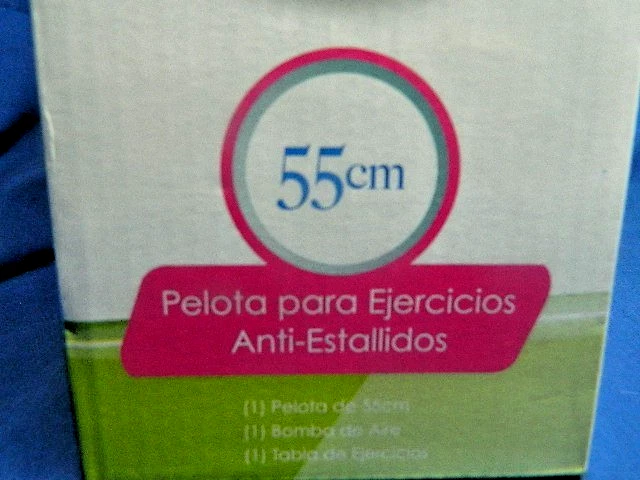 55cm
Pelota para Ejercicios
Anti-Estallidos
(1) Pelota de 55cm
(1) Bomba de Aire
(1) Tabla de Ejercicios